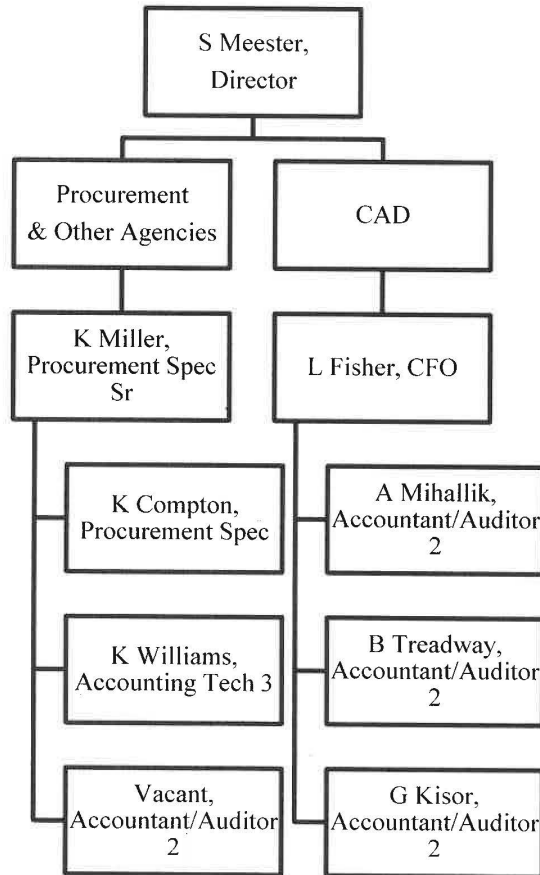 S Meester,
Director
Procurement
& Other Agencies
CAD
K Miller,
Procurement Spec
Sr
L Fisher, CFO
K Compton,
Procurement Spec
A Mihallik,
Accountant/Auditor
2
K Williams,
Accounting Tech 3
B Treadway,
Accountant/Auditor
2
Vacant,
Accountant/Auditor
2
G Kisor,
Accountant/Auditor
2